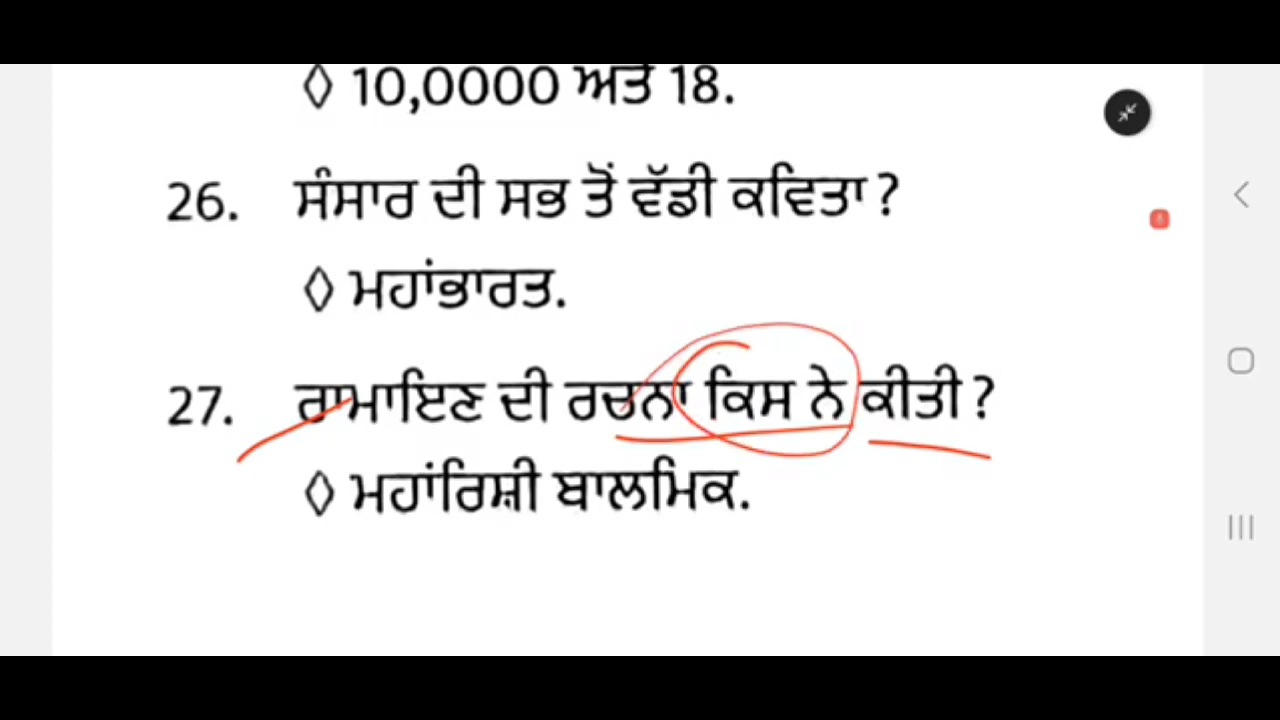 ◊ 10,0000 ਅਤੇ 18.
26. ਸੰਸਾਰ ਦੀ ਸਭ ਤੋਂ ਵੱਡੀ ਕਵਿਤਾ ?
◊ ਮਹਾਂਭਾਰਤ.
27. ਰਾਮਾਇਣ ਦੀ ਰਚਨਾ ਕਿਸ ਨੇ ਕੀਤੀ ?
◊ ਮਹਾਂਰਿਸ਼ੀ ਬਾਲਮਿਕ.